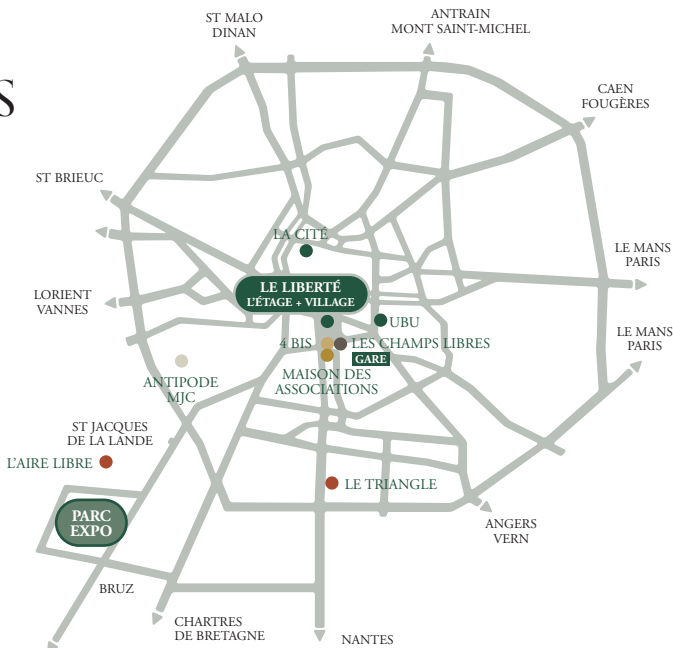 S
ST MALO
DINAN
ANTRAIN
MONT SAINT-MICHEL
CAEN
FOUGÈRES
ST BRIEUC
LA CITÉ
LE MANS
PARIS
LE LIBERTÉ
L'ÉTAGE + VILLAGE
LORIENT
VANNES
UBU
LE MANS
PARIS
4 BIS
LES CHAMPS LIBRES
GARE
ANTIPODE
MJC
MAISON DES
ASSOCIATIONS
ST JACQUES
DE LA LANDE
L'AIRE LIBRE
LE TRIANGLE
PARC
EXPO
ANGERS
VERN
BRUZ
CHARTRES
DE BRETAGNE
NANTES